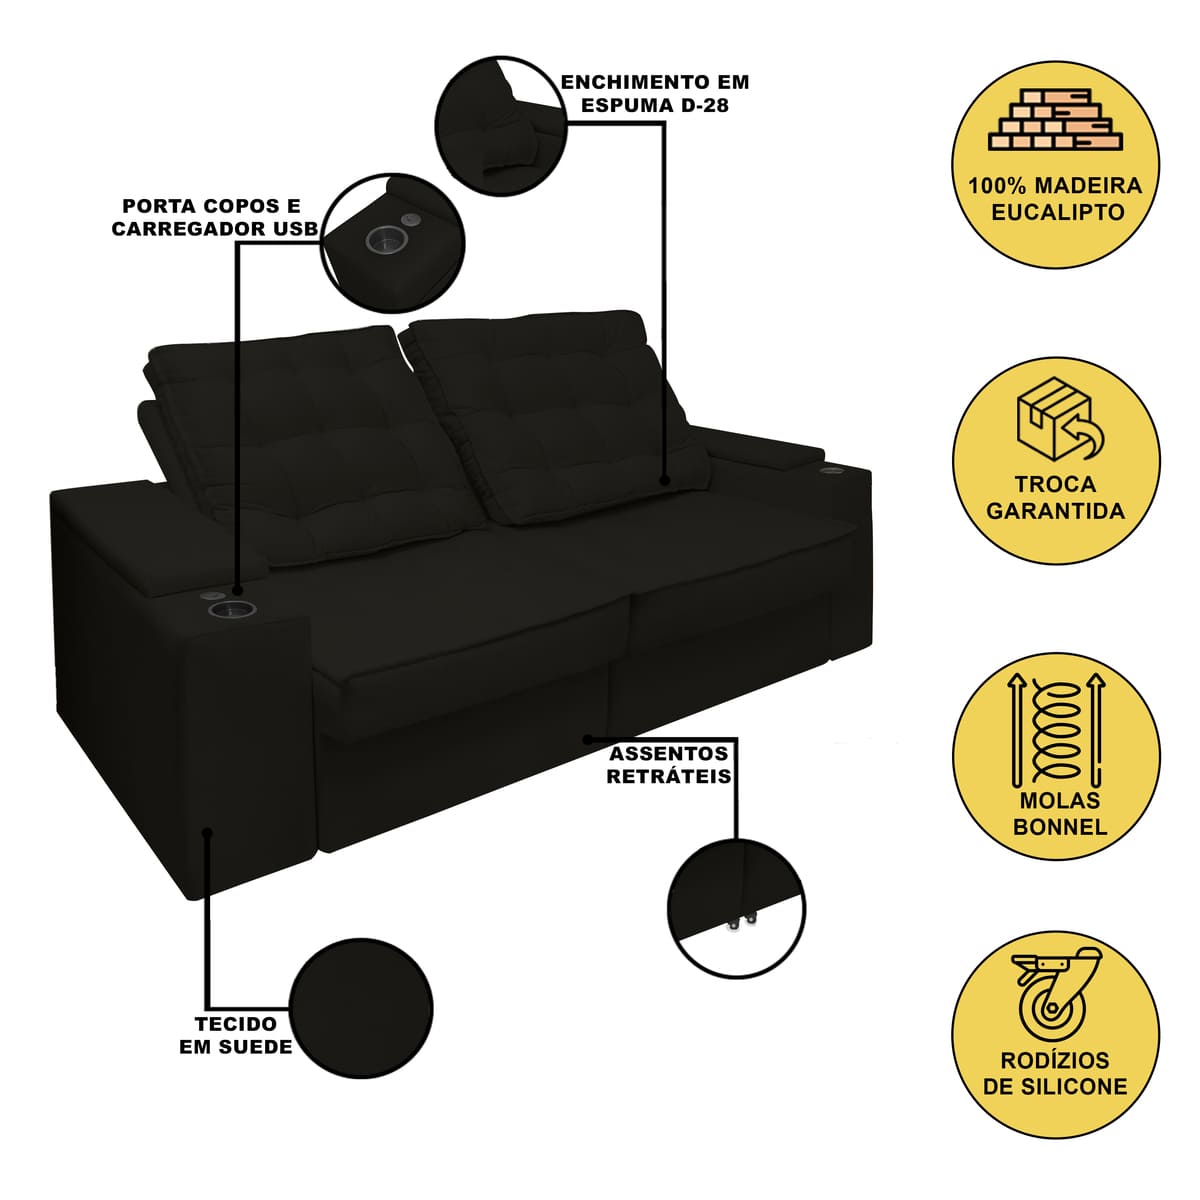 ENCHIMENTO EM
ESPUMA D-28
PORTA COPOS E
CARREGADOR USB
ASSENTOS
RETRÁTEIS
TECIDO
EM SUEDE
100% MADEIRA
EUCALIPTO
TROCA
GARANTIDA
MOLAS
BONNEL
RODÍZIOS
DE SILICONE